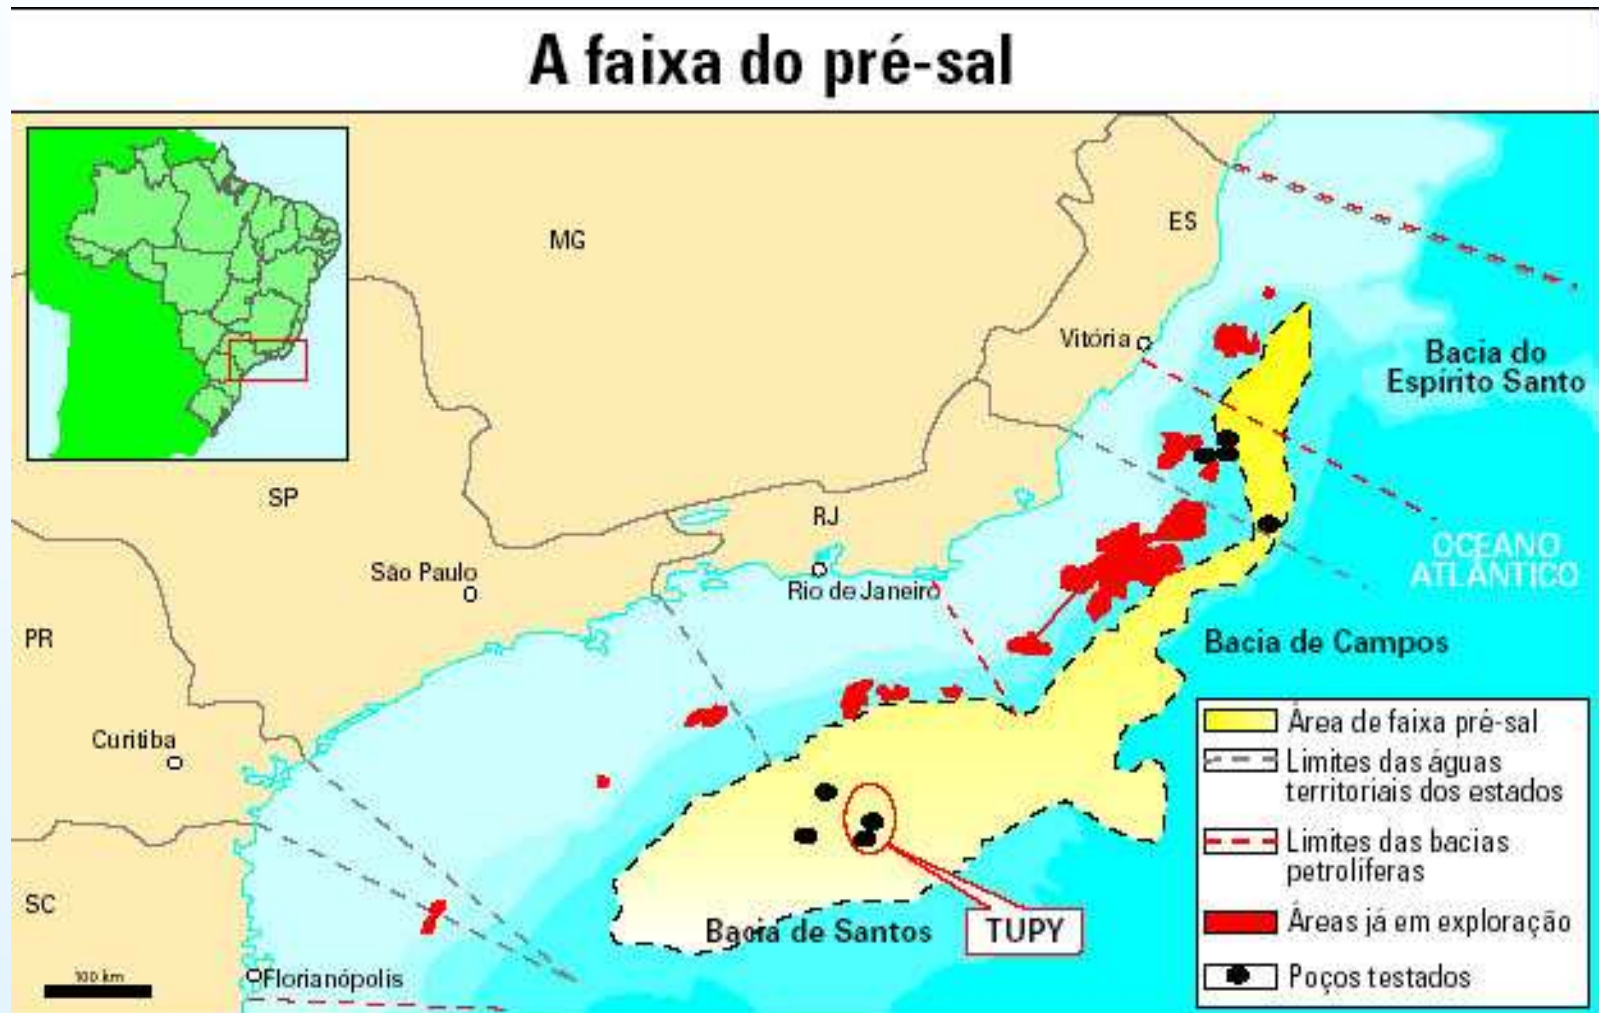 A faixa do pré-sal
MG
ES
Vitória
Bacia do
Espírito Santo
SP
RJ
São Paulo
Rio de Janeiro
OCEANO
ATLÂNTICO
PR
Bacia de Campos
Curitiba
SC
Bacia de Santos
TUPY
Florianópolis
100 km
Área de faixa pré-sal
Limites das águas
territoriais dos estados
Limites das bacias
petrolíferas
Áreas já em exploração
Poços testados